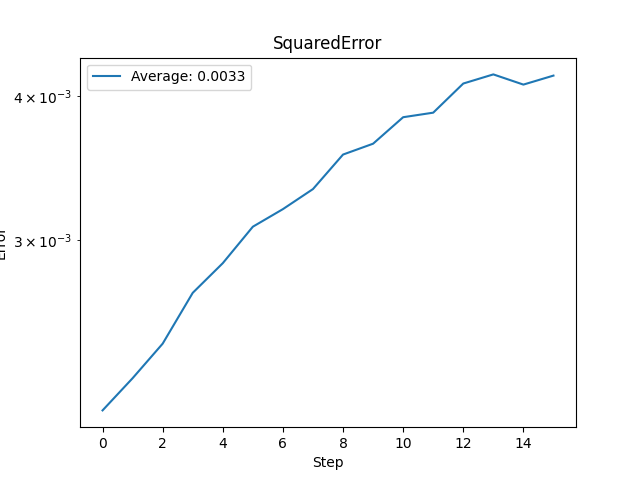 SquaredError
Average: 0.0033
4 × 10⁻³
3 × 10⁻³
Error
0 2 4 6 8 10 12 14
Step